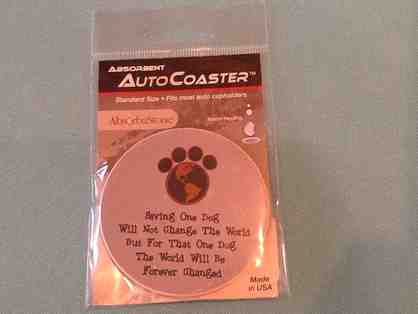 ABSORBENT
AUTOCOASTER™
Standard Size • Fits most auto cupholders
AbsorbaStone
Saving One Dog
Will Not Change The World
But For That One Dog
The World Will Be
Forever Changed
Made
in USA